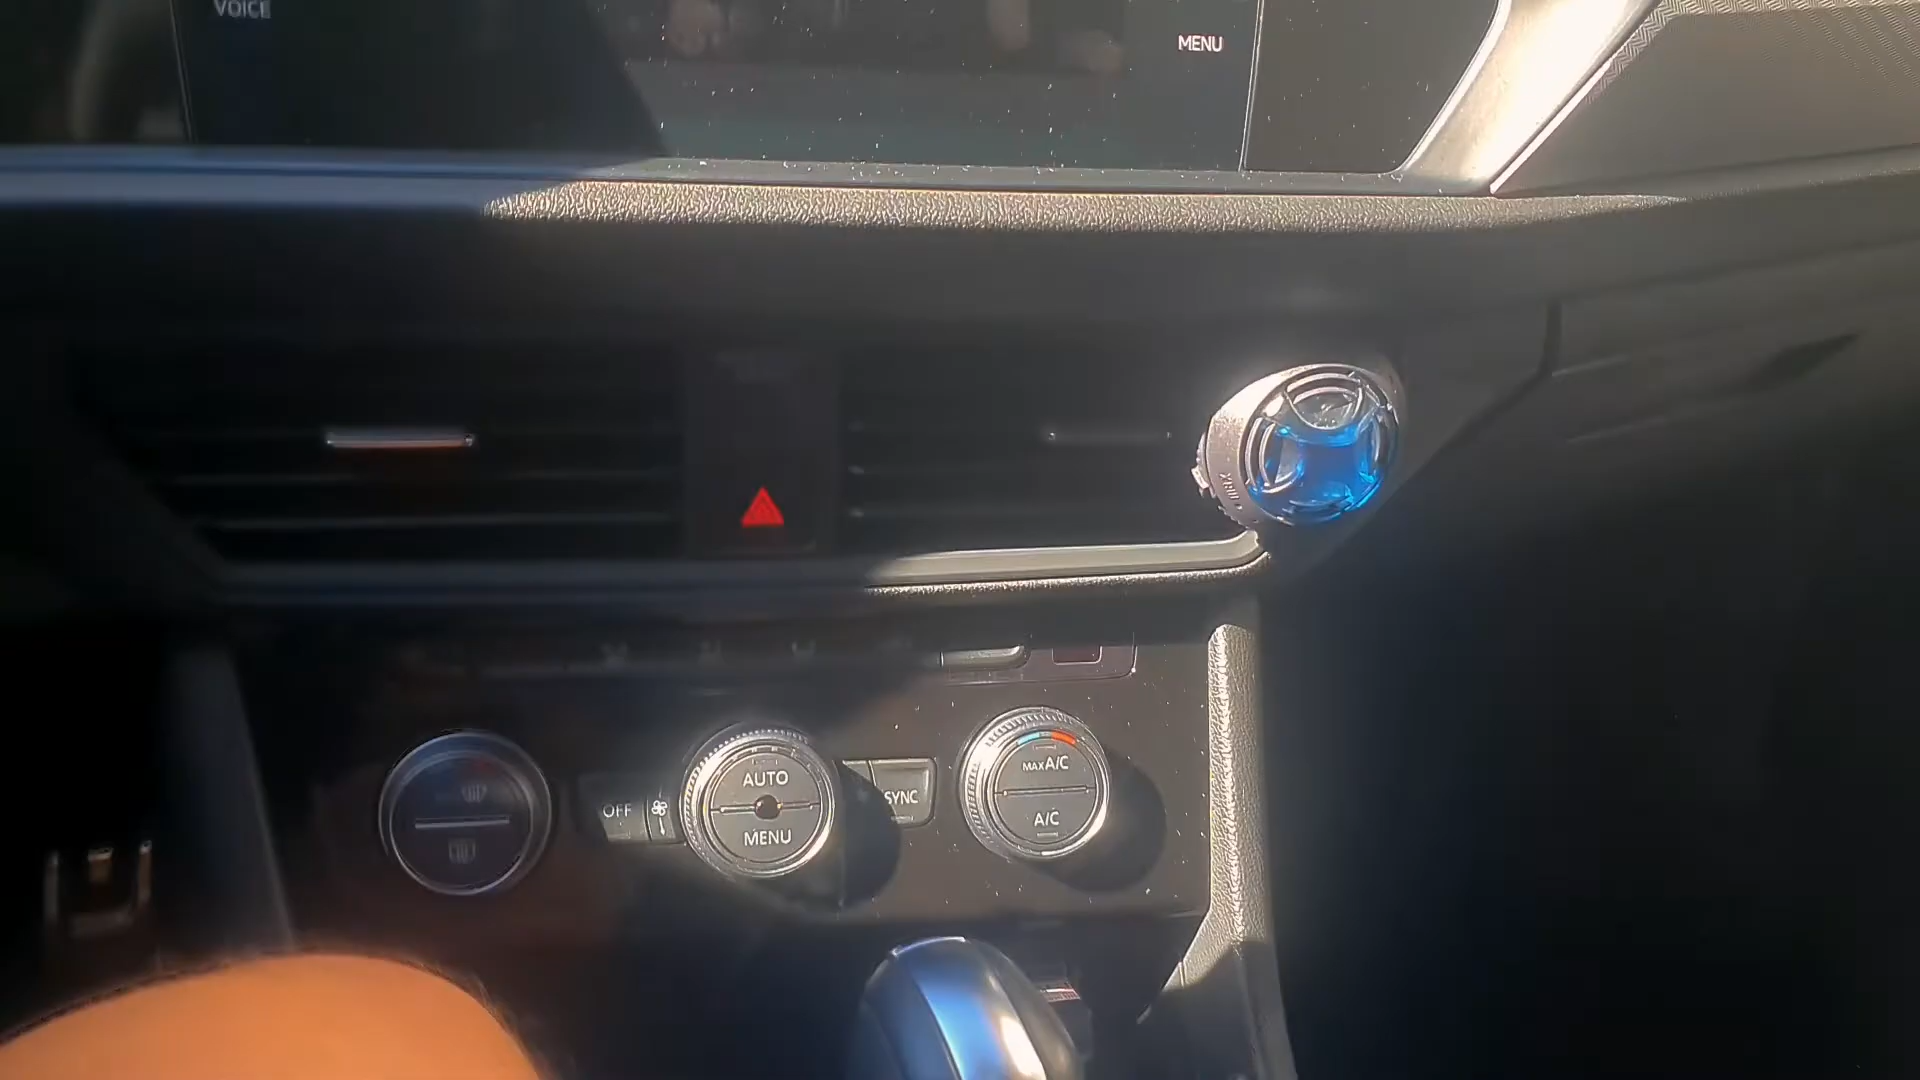 VOICE
MENU
AUTO
MENU
OFF
SYNC
MAX A/C
A/C